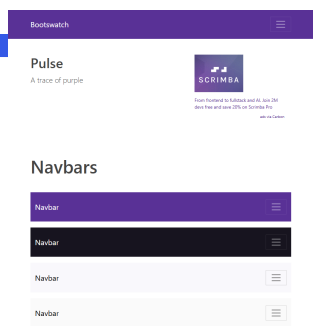 Bootswatch
Pulse
A trace of purple
SCRIMBA
From frontend to fullstack and AI. Join 2M
devs free and save 20% on Scrimba Pro
ads via Carbon
Navbars
Navbar
Navbar
Navbar
Navbar